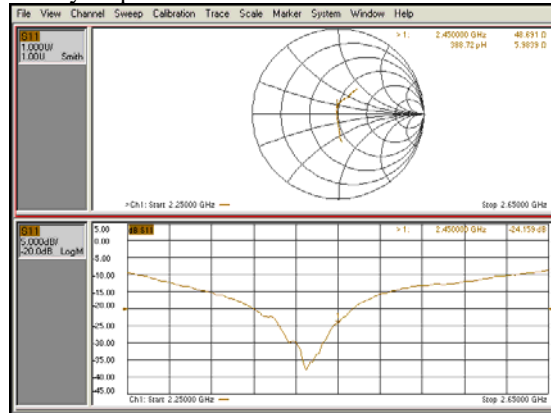 File View Channel Sweep Calibration Trace Scale Marker System Window Help
S11
1.000U/
1.00U Smith
> 1: 2.450000 GHz 48.691 Ω
388.72 pH 5.9839 Ω
>Ch1: Start 2.25000 GHz Stop 2.65000 GHz
S11
5.000dB/
-20.0dB LogM
5.00
0.00
-5.00
-10.00
-15.00
-20.00
-25.00
-30.00
-35.00
-40.00
-45.00
dB S11
> 1: 2.450000 GHz -24.159 dB
Ch1: Start 2.25000 GHz Stop 2.65000 GHz